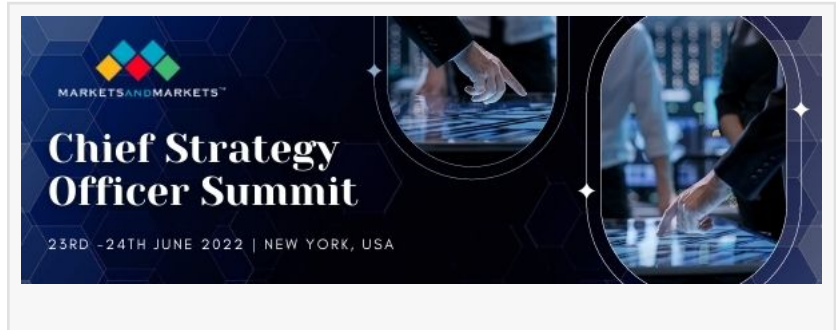 MARKETSANDMARKETS™
Chief Strategy
Officer Summit
23RD -24TH JUNE 2022 | NEW YORK, USA